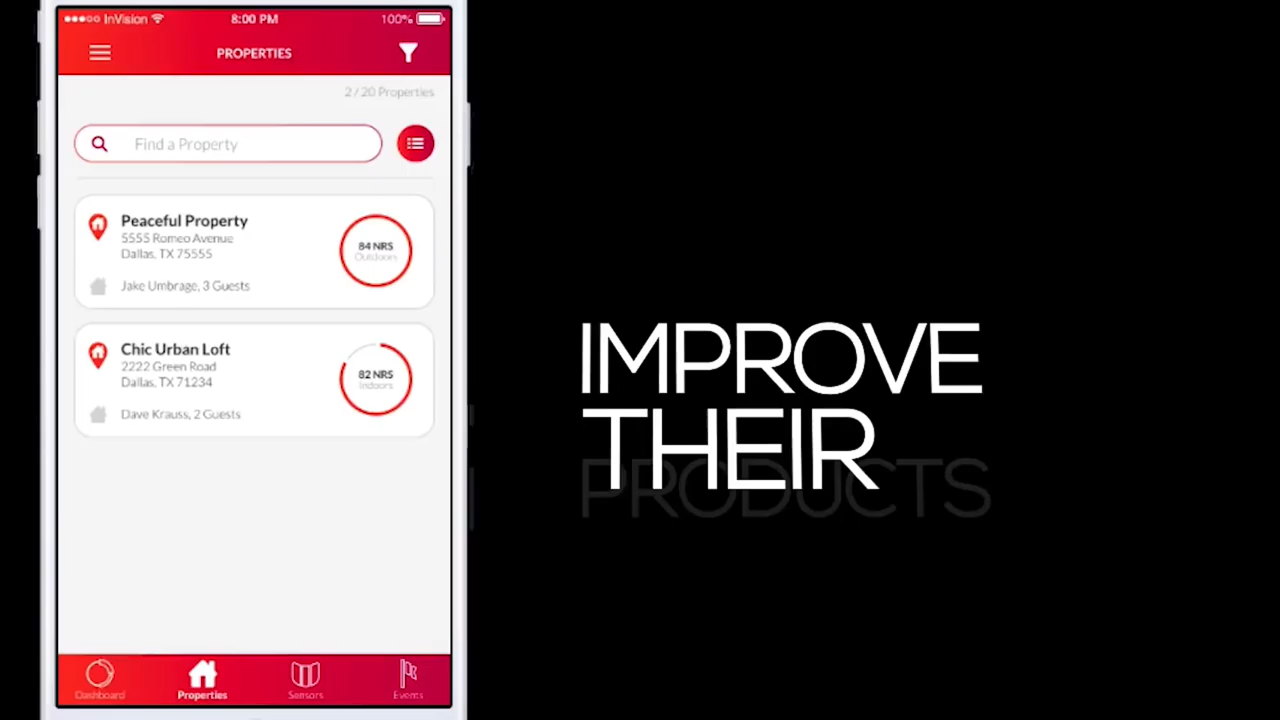 InVision 8:00 PM 100%
PROPERTIES
2 / 20 Properties
Find a Property
Peaceful Property
5555 Romeo Avenue
Dallas, TX 75555
84 NRS
Outdoors
Jake Umbrage, 3 Guests
Chic Urban Loft
2222 Green Road
Dallas, TX 71234
82 NRS
Indoors
Dave Krauss, 2 Guests
Dashboard Properties Sensors Events
IMPROVE
THEIR
PRODUCTS